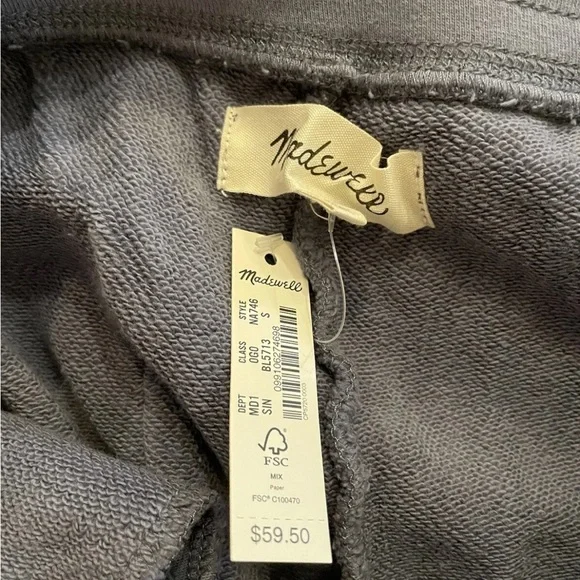 Madewell
Madewell
DEPT CLASS STYLE
MD1 0G0 NA746
SIN BL5713 S
099106274698
FSC
MIX
Paper
FSC® C100470
$59.50